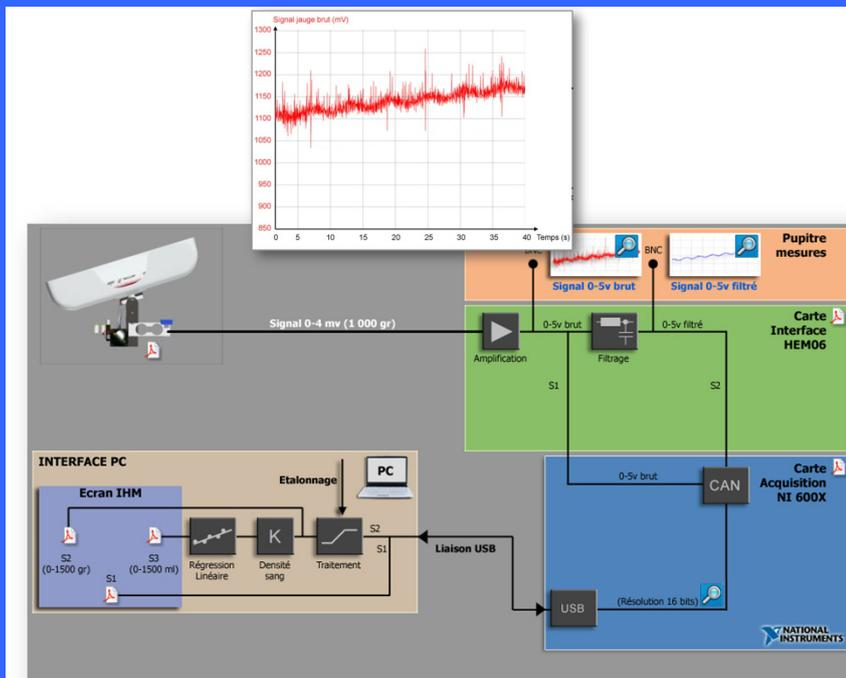 Signal jauge brut (mV)
1300
1250
1200
1150
1100
1050
1000
950
900
850
0 5 10 15 20 25 30 35 40 Temps (s)
BNC
Pupitre
mesures
Signal 0-5v brut
Signal 0-5v filtré
Signal 0-4 mv (1 000 gr)
0-5v brut
0-5v filtré
Carte
Interface
HEM06
Amplification
Filtrage
S1
S2
INTERFACE PC
PC
Etalonnage
Ecran IHM
0-5v brut
CAN
Carte
Acquisition
NI 600X
K
S2
S1
Liaison USB
S2
(0-1500 gr)
S3
(0-1500 ml)
Régression
Linéaire
Densité
sang
Traitement
S1
USB
(Résolution 16 bits)
NATIONAL
INSTRUMENTS